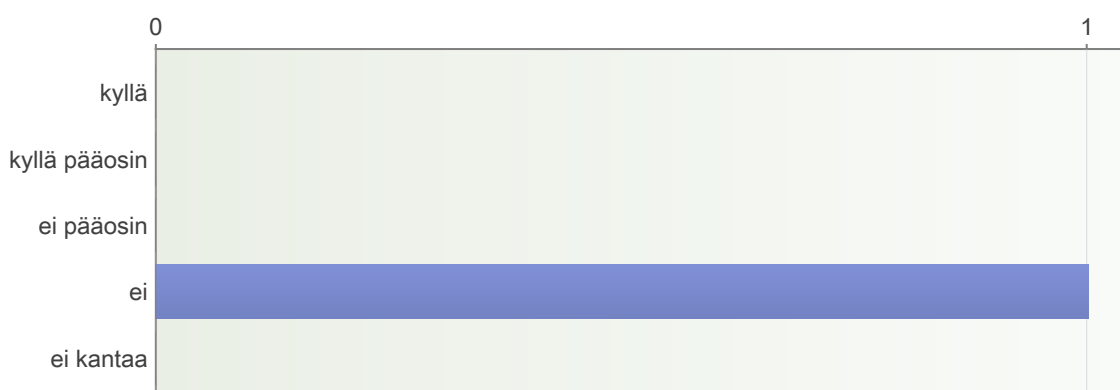 0 1
kyllä
kyllä pääosin
ei pääosin
ei
ei kantaa